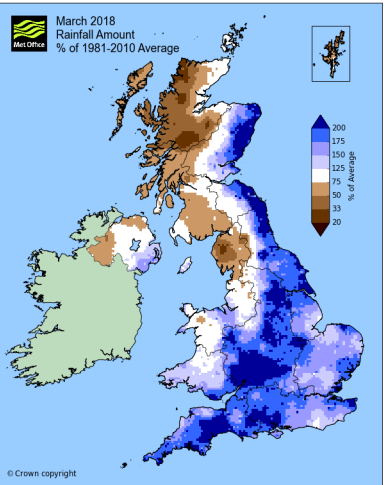 Met Office
March 2018
Rainfall Amount
% of 1981-2010 Average
200
175
150
125
75
50
33
20
% of Average
© Crown copyright